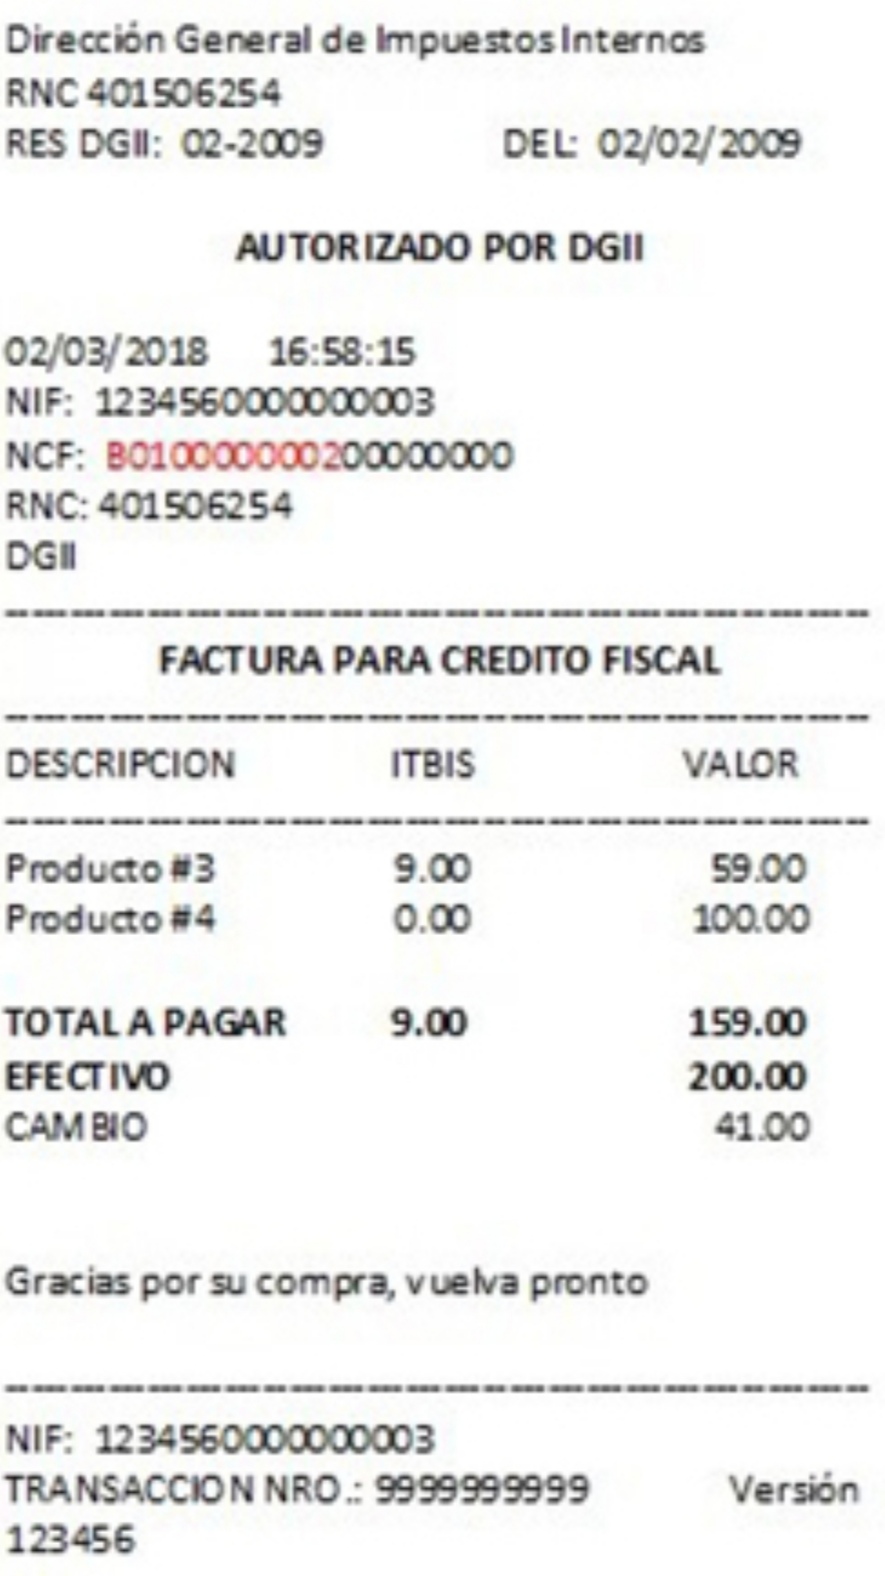 Dirección General de Impuestos Internos
RNC 401506254
RES DGII: 02-2009 DEL: 02/02/2009
AUTORIZADO POR DGII
02/03/2018 16:58:15
NIF: 1234560000000003
NCF: B0100000000200000000
RNC: 401506254
DGII
------------------------------------------------------------
FACTURA PARA CREDITO FISCAL
------------------------------------------------------------
DESCRIPCION ITBIS VALOR
------------------------------------------------------------
Producto #3 9.00 59.00
Producto #4 0.00 100.00
TOTAL A PAGAR 9.00 159.00
EFECTIVO 200.00
CAMBIO 41.00
Gracias por su compra, vuelva pronto
------------------------------------------------------------
NIF: 1234560000000003
TRANSACCION NRO.: 9999999999 Versión
123456